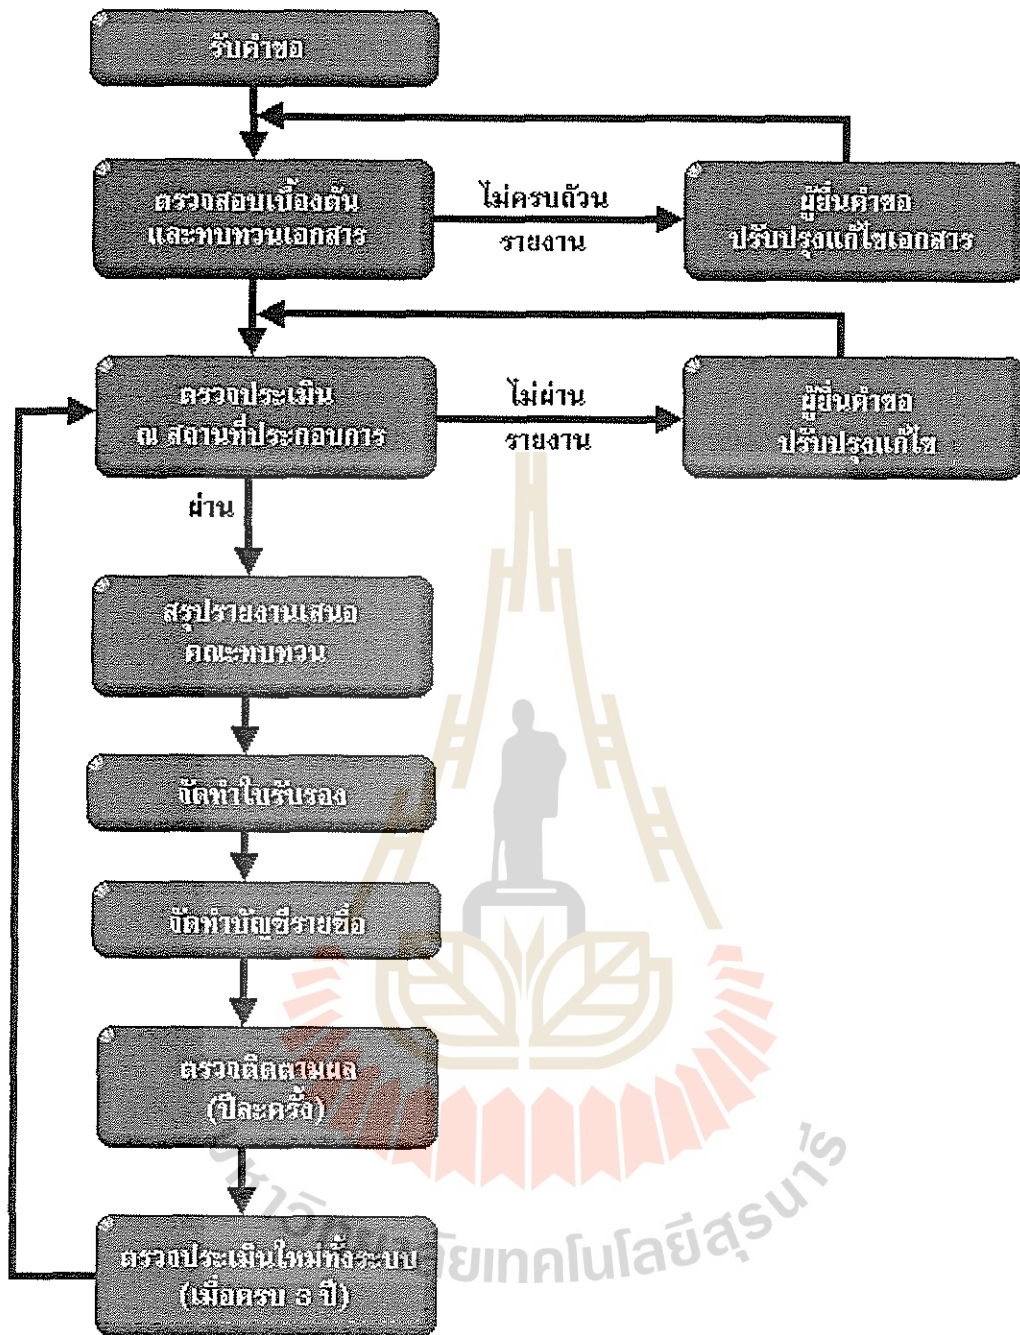 รับคำขอ
ตรวจสอบเบื้องต้น
และทบทวนเอกสาร
ไม่ครบถ้วน
รายงาน
ผู้ยื่นคำขอ
ปรับปรุงแก้ไขเอกสาร
ตรวจประเมิน
ณ สถานที่ประกอบการ
ไม่ผ่าน
รายงาน
ผู้ยื่นคำขอ
ปรับปรุงแก้ไข
ผ่าน
สรุปรายงานเสนอ
คณะทบทวน
จัดทำใบรับรอง
จัดทำบัญชีรายชื่อ
ตรวจติดตามผล
(ปีละครั้ง)
ตรวจประเมินใหม่ทั้งระบบ
(เมื่อครบ 3 ปี)
มหาวิทยาลัยเทคโนโลยีสุรนารี